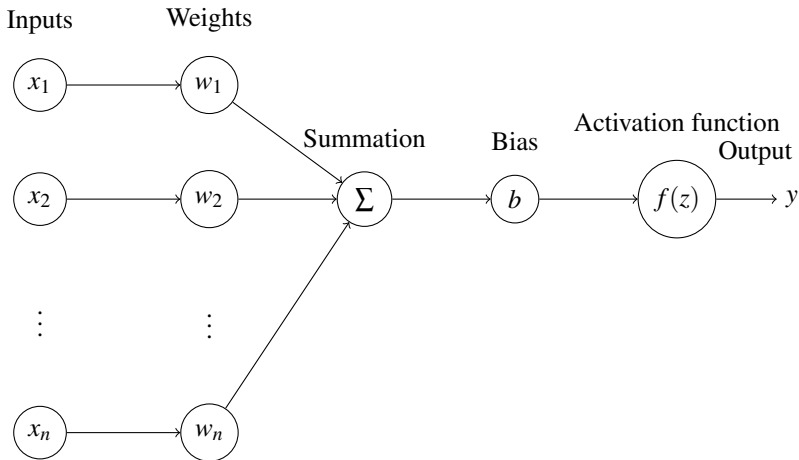 Inputs
Weights
x₁
w₁
Summation
Bias
Activation function
Output
x₂
w₂
Σ
b
f(z)
y
⋮
⋮
xₙ
wₙ